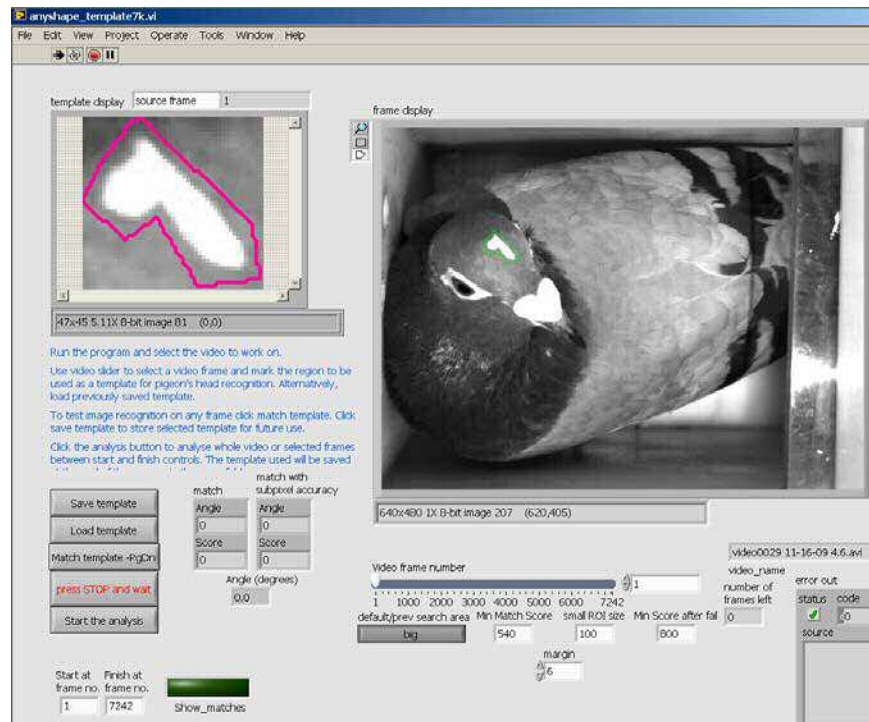 anyshape_template7k.vi
File Edit View Project Operate Tools Window Help
template display source frame 1
frame display
47x45 5.11X 8-bit image 81 (0,0)
Run the program and select the video to work on.
Use video slider to select a video frame and mark the region to be
used as a template for pigeon's head recognition. Alternatively,
load previously saved template.
To test image recognition on any frame click match template. Click
save template to store selected template for future use.
Click the analysis button to analyse whole video or selected frames
between start and finish controls. The template used will be saved
640x480 1X 8-bit image 207 (620,405)
Save template
Load template
Match template -PgDn
press STOP and wait
Start the analysis
match
Angle
0
Score
0
match with
subpixel accuracy
Angle
0
Score
0
Angle (degrees)
0,0
Start at
frame no.
1
Finish at
frame no.
7242
Show_matches
Video frame number
1 1000 2000 3000 4000 5000 6000 7242
1
default/prev search area
big
Min Match Score
540
small ROI size
100
Min Score after fail
800
margin
6
video0029 11-16-09 4.6.avi
video_name
number of
frames left
0
error out
status code
0
source